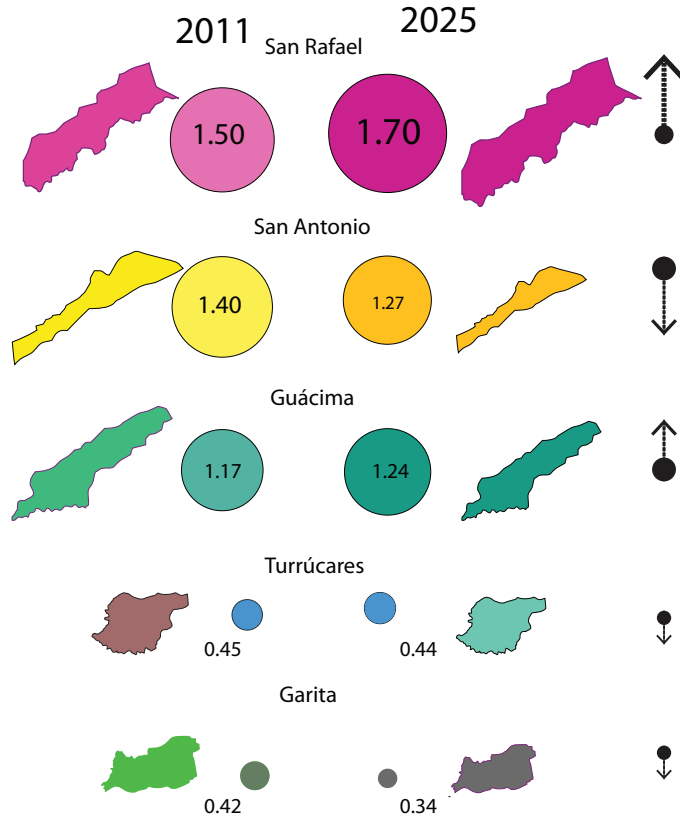 2011 2025
San Rafael
1.50 1.70
San Antonio
1.40 1.27
Guácima
1.17 1.24
Turrúcares
0.45 0.44
Garita
0.42 0.34